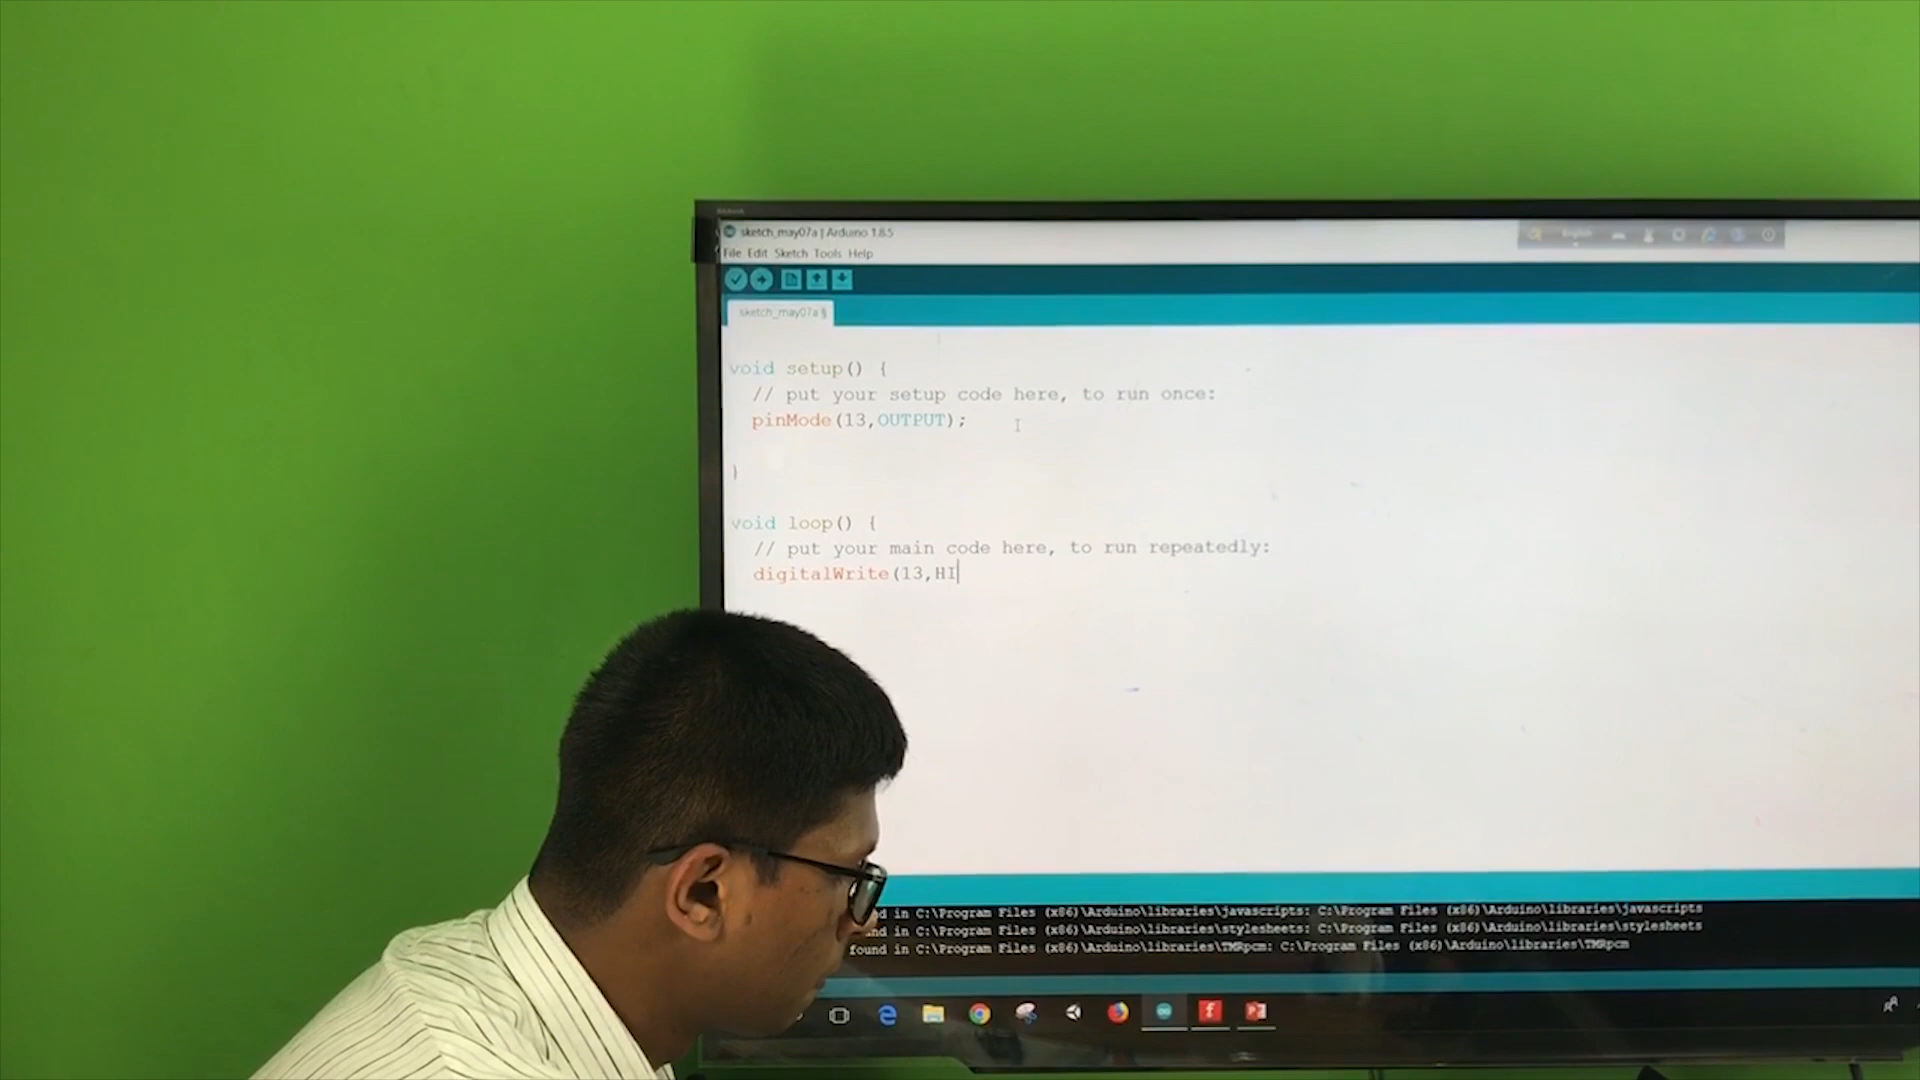 sketch_may07a | Arduino 1.8.5
English
File Edit Sketch Tools Help
sketch_may07a §
void setup() {
// put your setup code here, to run once:
pinMode(13,OUTPUT);
}
void loop() {
// put your main code here, to run repeatedly:
digitalWrite(13,HI
in C:\Program Files (x86)\Arduino\libraries\javascripts: C:\Program Files (x86)\Arduino\libraries\javascripts
in C:\Program Files (x86)\Arduino\libraries\stylesheets: C:\Program Files (x86)\Arduino\libraries\stylesheets
found in C:\Program Files (x86)\Arduino\libraries\TMRpcm: C:\Program Files (x86)\Arduino\libraries\TMRpcm